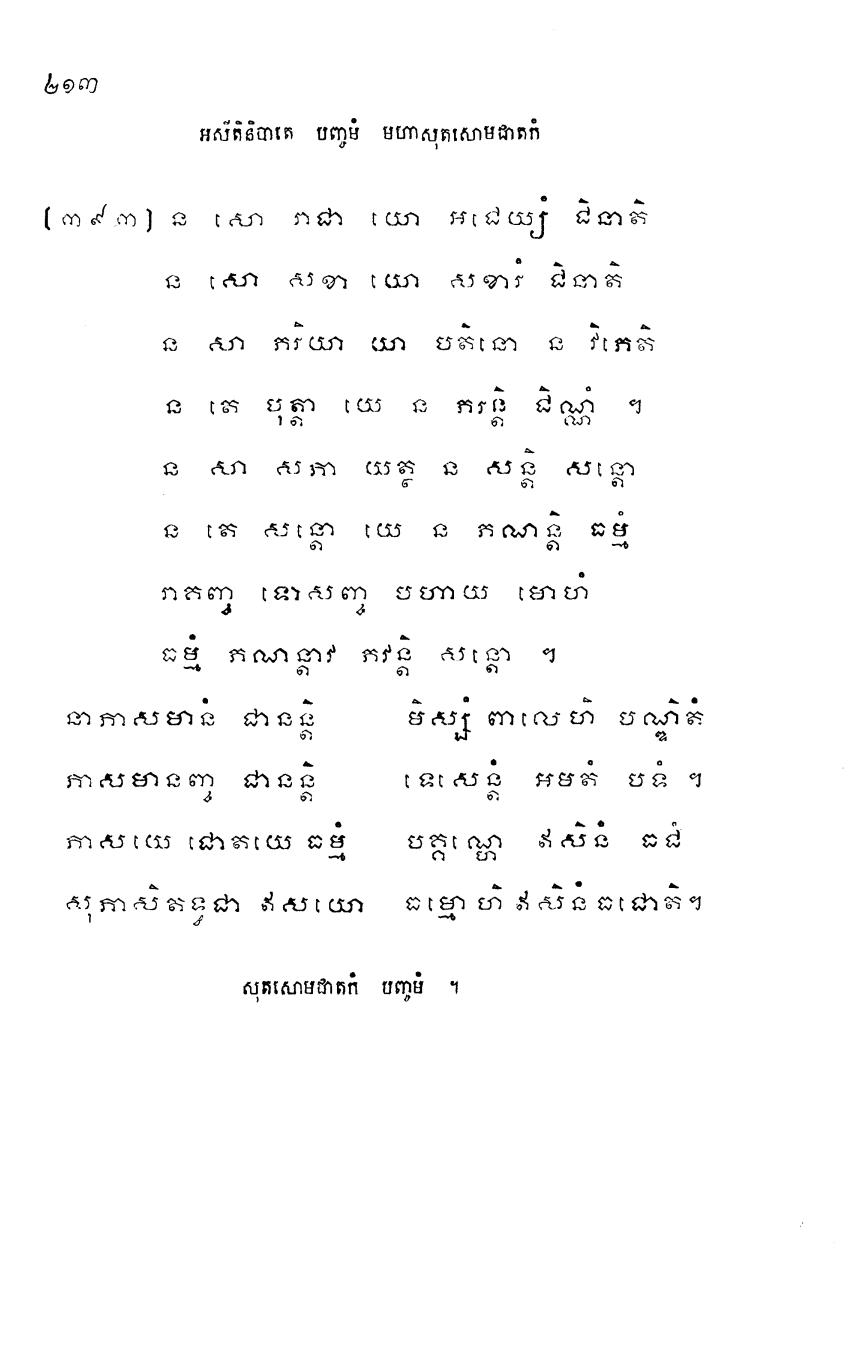 ២១៣
អសីតិនិបាតេ បញ្ចមំ មហាសុតសោមជាតកំ
(៣៩៣) ន សោ រាជា យោ អជេយ្យំ ជិនាតិ
ន សោ សខា យោ សខារំ ជិនាតិ
ន សា ភរិយា យា បតិនោ ន វិភេតិ
ន តេ បុត្តា យេ ន ភរន្តិ ជិណ្ណំ ។
ន សា សភា យត្ថ ន សន្តិ សន្តោ
ន តេ សន្តោ យេ ន ភណន្តិ ធម្មំ
រាគញ្ច ទោសញ្ច បហាយ មោហំ
ធម្មំ ភណន្តាវ ភវន្តិ សន្តោ ។
នាភាសមានំ ជានន្តិ មិស្សំ ពាលេហិ បណ្ឌិតំ
ភាសមានញ្ច ជានន្តិ ទេសេន្តំ អមតំ បទំ ។
ភាសយេ ជោតយេ ធម្មំ បគ្គណ្ហេ ឥសិនំ ធជំ
សុភាសិតទ្ធជា ឥសយោ ធម្មោ ហិ ឥសិនំ ធជោតិ។
សុតសោមជាតកំ បញ្ចមំ ។